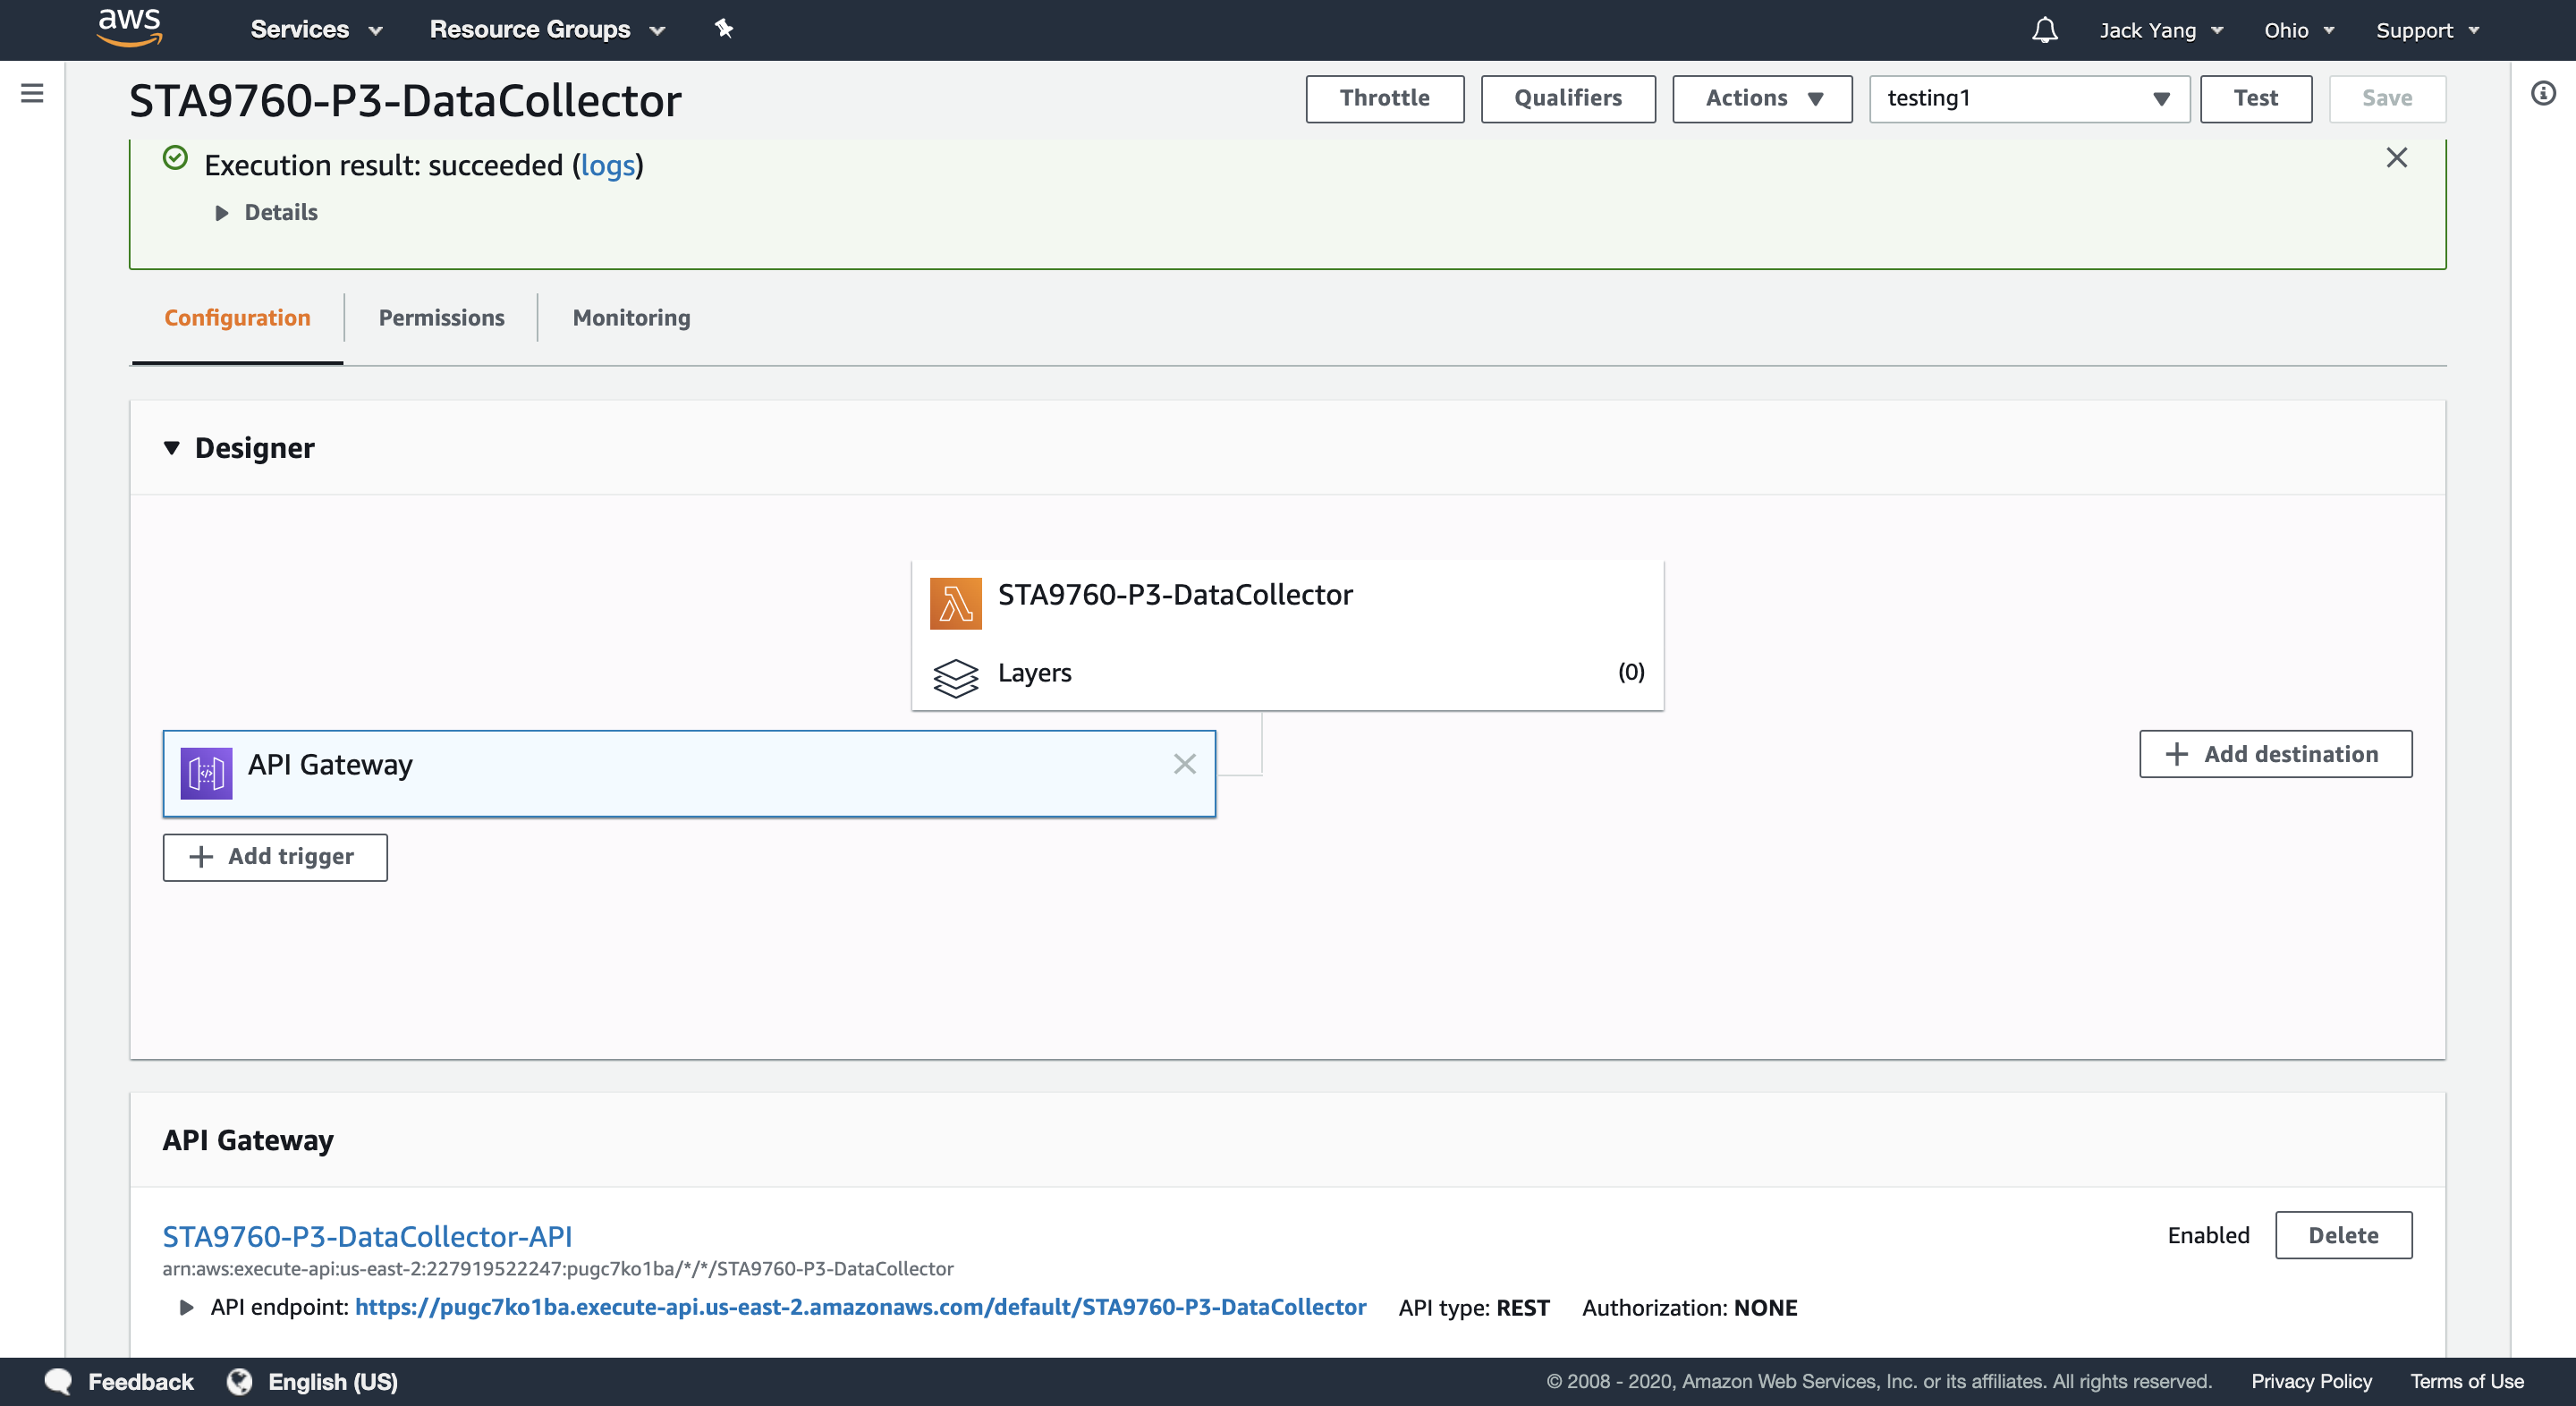 aws Services Resource Groups Jack Yang Ohio Support
STA9760-P3-DataCollector Throttle Qualifiers Actions testing1 Test Save
Execution result: succeeded (logs)
Details
Configuration Permissions Monitoring
Designer
STA9760-P3-DataCollector
Layers (0)
API Gateway
Add destination
Add trigger
API Gateway
STA9760-P3-DataCollector-API Enabled Delete
arn:aws:execute-api:us-east-2:227919522247:pugc7ko1ba/*/*/STA9760-P3-DataCollector
API endpoint: https://pugc7ko1ba.execute-api.us-east-2.amazonaws.com/default/STA9760-P3-DataCollector API type: REST Authorization: NONE
Feedback English (US) © 2008 - 2020, Amazon Web Services, Inc. or its affiliates. All rights reserved. Privacy Policy Terms of Use